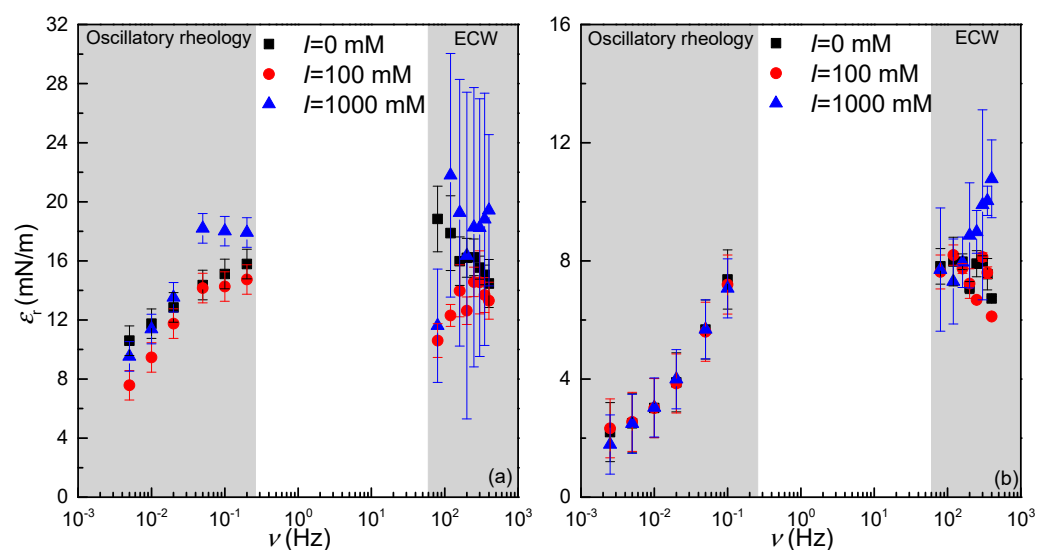 Oscillatory rheology
ECW
I=0 mM
I=100 mM
I=1000 mM
32
28
24
20
16
12
8
4
0
εr (mN/m)
(a)
10⁻³ 10⁻² 10⁻¹ 10⁰ 10¹ 10² 10³
ν (Hz)
Oscillatory rheology
ECW
I=0 mM
I=100 mM
I=1000 mM
16
12
8
4
0
(b)
10⁻³ 10⁻² 10⁻¹ 10⁰ 10¹ 10² 10³
ν (Hz)